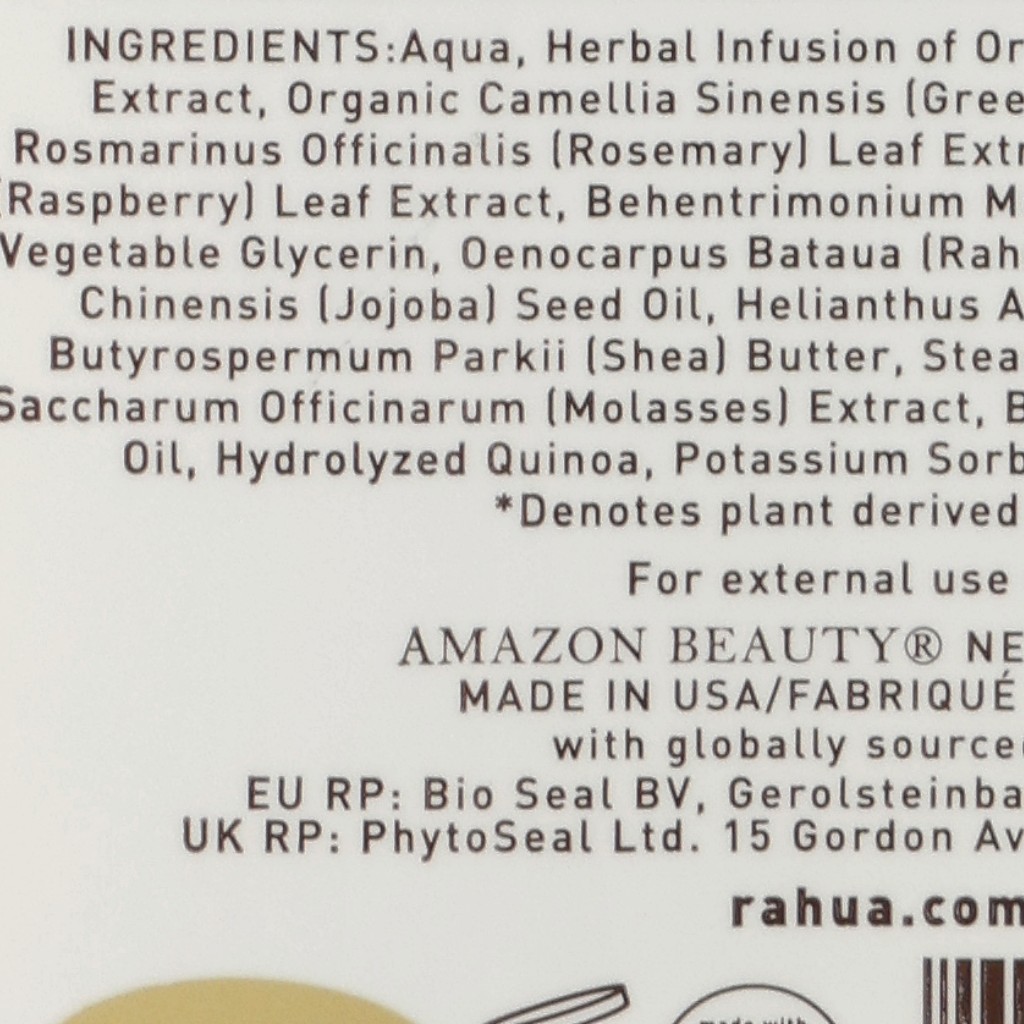 INGREDIENTS:Aqua, Herbal Infusion of Or
Extract, Organic Camellia Sinensis (Gree
Rosmarinus Officinalis (Rosemary) Leaf Extr
(Raspberry) Leaf Extract, Behentrimonium M
Vegetable Glycerin, Oenocarpus Bataua (Rah
Chinensis (Jojoba) Seed Oil, Helianthus A
Butyrospermum Parkii (Shea) Butter, Stea
Saccharum Officinarum (Molasses) Extract, B
Oil, Hydrolyzed Quinoa, Potassium Sorb
*Denotes plant derived
For external use
AMAZON BEAUTY® NE
MADE IN USA/FABRIQUÉ
with globally source
EU RP: Bio Seal BV, Gerolsteinba
UK RP: PhytoSeal Ltd. 15 Gordon Av
rahua.com
made with